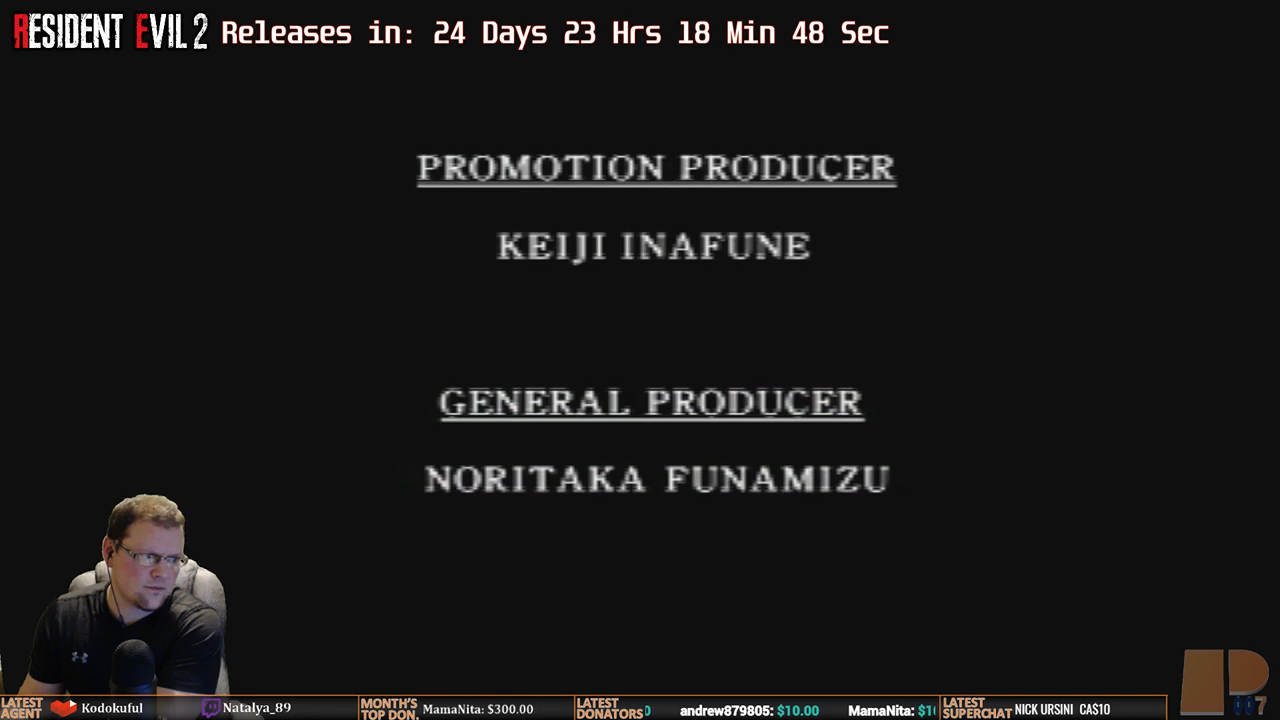 RESIDENT EVIL 2 Releases in: 24 Days 23 Hrs 18 Min 48 Sec
PROMOTION PRODUCER
KEIJI INAFUNE
GENERAL PRODUCER
NORITAKA FUNAMIZU
LATEST AGENT Kodokuful Natalya_89
MONTH'S TOP DON. MamaNita: $300.00
LATEST DONATORS andrew879805: $10.00 MamaNita:
LATEST SUPERCHAT NICK URSINI CA$10